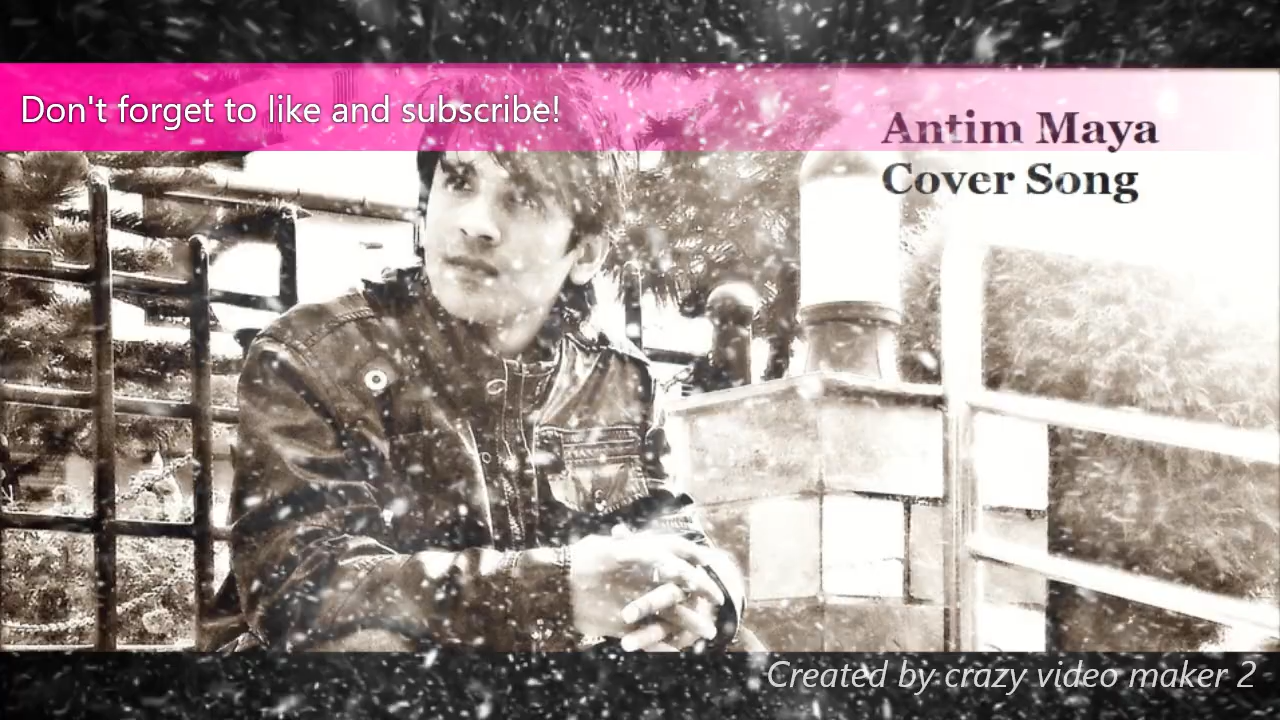 Don't forget to like and subscribe!
Antim Maya
Cover Song
Created by crazy video maker 2